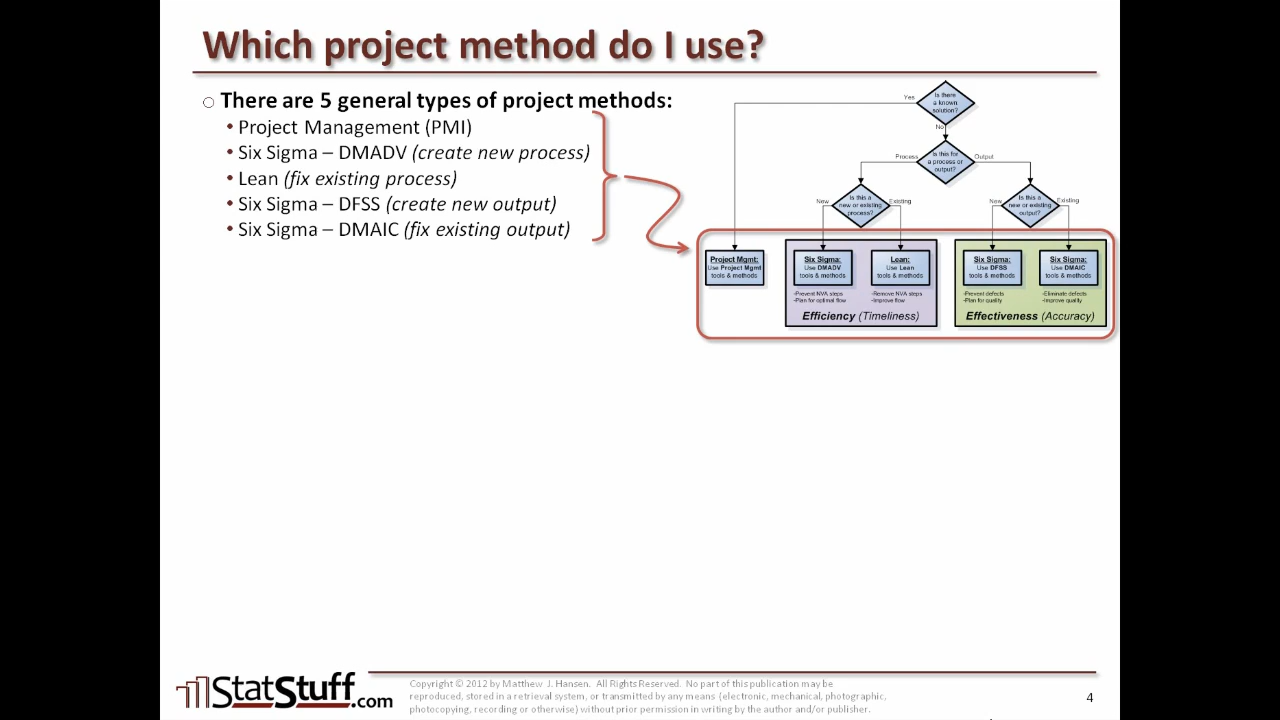 Which project method do I use?
There are 5 general types of project methods:
Project Management (PMI)
Six Sigma – DMADV (create new process)
Lean (fix existing process)
Six Sigma – DFSS (create new output)
Six Sigma – DMAIC (fix existing output)
Is there
a known
solution?
Yes
No
Is this for
a process or
output?
Process
Output
Is this a
new or existing
process?
New
Existing
Is this a
new or existing
output?
New
Existing
Project Mgmt:
Use Project Mgmt
tools & methods
Six Sigma:
Use DMADV
tools & methods
Lean:
Use Lean
tools & methods
-Prevent NVA steps
-Plan for optimal flow
-Remove NVA steps
-Improve flow
Efficiency (Timeliness)
Six Sigma:
Use DFSS
tools & methods
Six Sigma:
Use DMAIC
tools & methods
-Prevent defects
-Plan for quality
-Eliminate defects
-Improve quality
Effectiveness (Accuracy)
StatStuff.com
Copyright © 2012 by Matthew J. Hansen. All Rights Reserved. No part of this publication may be
reproduced, stored in a retrieval system, or transmitted by any means (electronic, mechanical, photographic,
photocopying, recording or otherwise) without prior permission in writing by the author and/or publisher.
4